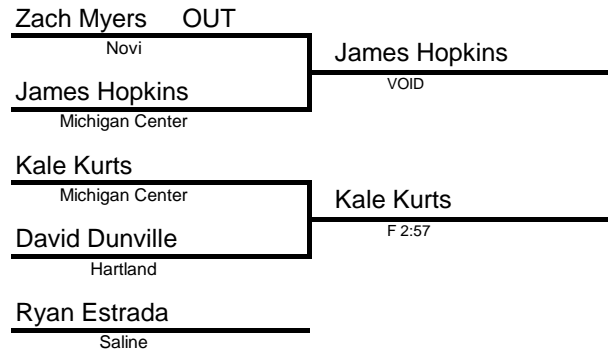 Zach Myers OUT
Novi
James Hopkins
VOID
James Hopkins
Michigan Center
Kale Kurts
Michigan Center
Kale Kurts
F 2:57
David Dunville
Hartland
Ryan Estrada
Saline